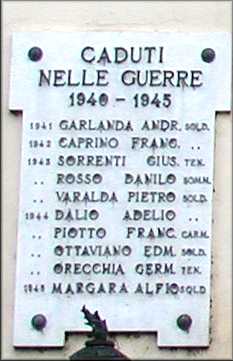 CADUTI
NELLE GUERRE
1940 - 1945
1941 GARLANDA ANDR. SOLD.
1942 CAPRINO FRANC. ..
1943 SORRENTI GIUS. TEN.
.. ROSSO DANILO SOMM.
.. VARALDA PIETRO SOLD.
1944 DALIO ADELIO ..
.. PIOTTO FRANC. CARM.
.. OTTAVIANO EDM. SOLD.
.. ORECCHIA GERM. TEN.
1945 MARGARA ALFIO SOLD